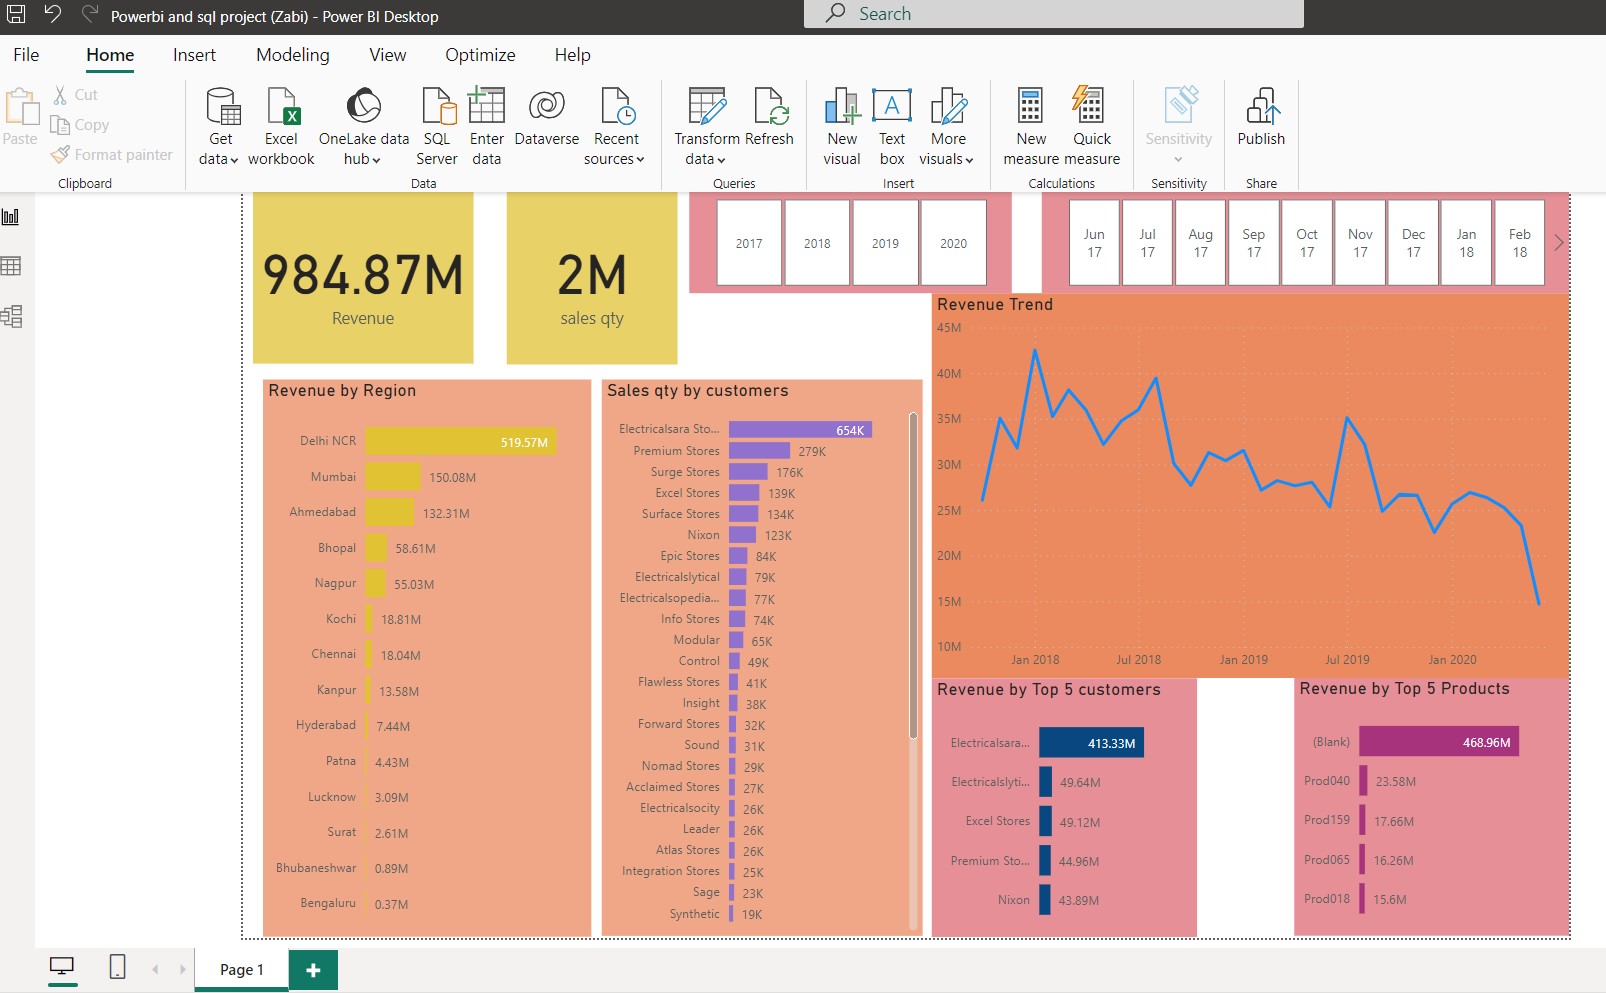 Powerbi and sql project (Zabi) - Power BI Desktop
Search
File Home Insert Modeling View Optimize Help
Paste
Cut
Copy
Format painter
Clipboard
Get data
Excel workbook
OneLake data hub
SQL Server
Enter data
Dataverse
Recent sources
Data
Transform data
Refresh
Queries
New visual
Text box
More visuals
Insert
New measure
Quick measure
Calculations
Sensitivity
Sensitivity
Publish
Share
984.87M
Revenue
2M
sales qty
2017 2018 2019 2020
Jun 17
Jul 17
Aug 17
Sep 17
Oct 17
Nov 17
Dec 17
Jan 18
Feb 18
Revenue by Region
Delhi NCR 519.57M
Mumbai 150.08M
Ahmedabad 132.31M
Bhopal 58.61M
Nagpur 55.03M
Kochi 18.81M
Chennai 18.04M
Kanpur 13.58M
Hyderabad 7.44M
Patna 4.43M
Lucknow 3.09M
Surat 2.61M
Bhubaneshwar 0.89M
Bengaluru 0.37M
Sales qty by customers
Electricalsara Sto... 654K
Premium Stores 279K
Surge Stores 176K
Excel Stores 139K
Surface Stores 134K
Nixon 123K
Epic Stores 84K
Electricalslytical 79K
Electricalsopedia... 77K
Info Stores 74K
Modular 65K
Control 49K
Flawless Stores 41K
Insight 38K
Forward Stores 32K
Sound 31K
Nomad Stores 29K
Acclaimed Stores 27K
Electricalsocity 26K
Leader 26K
Atlas Stores 26K
Integration Stores 25K
Sage 23K
Synthetic 19K
Revenue Trend
45M
40M
35M
30M
25M
20M
15M
10M
Jan 2018 Jul 2018 Jan 2019 Jul 2019 Jan 2020
Revenue by Top 5 customers
Electricalsara... 413.33M
Electricalslyti... 49.64M
Excel Stores 49.12M
Premium Sto... 44.96M
Nixon 43.89M
Revenue by Top 5 Products
(Blank) 468.96M
Prod040 23.58M
Prod159 17.66M
Prod065 16.26M
Prod018 15.6M
Page 1